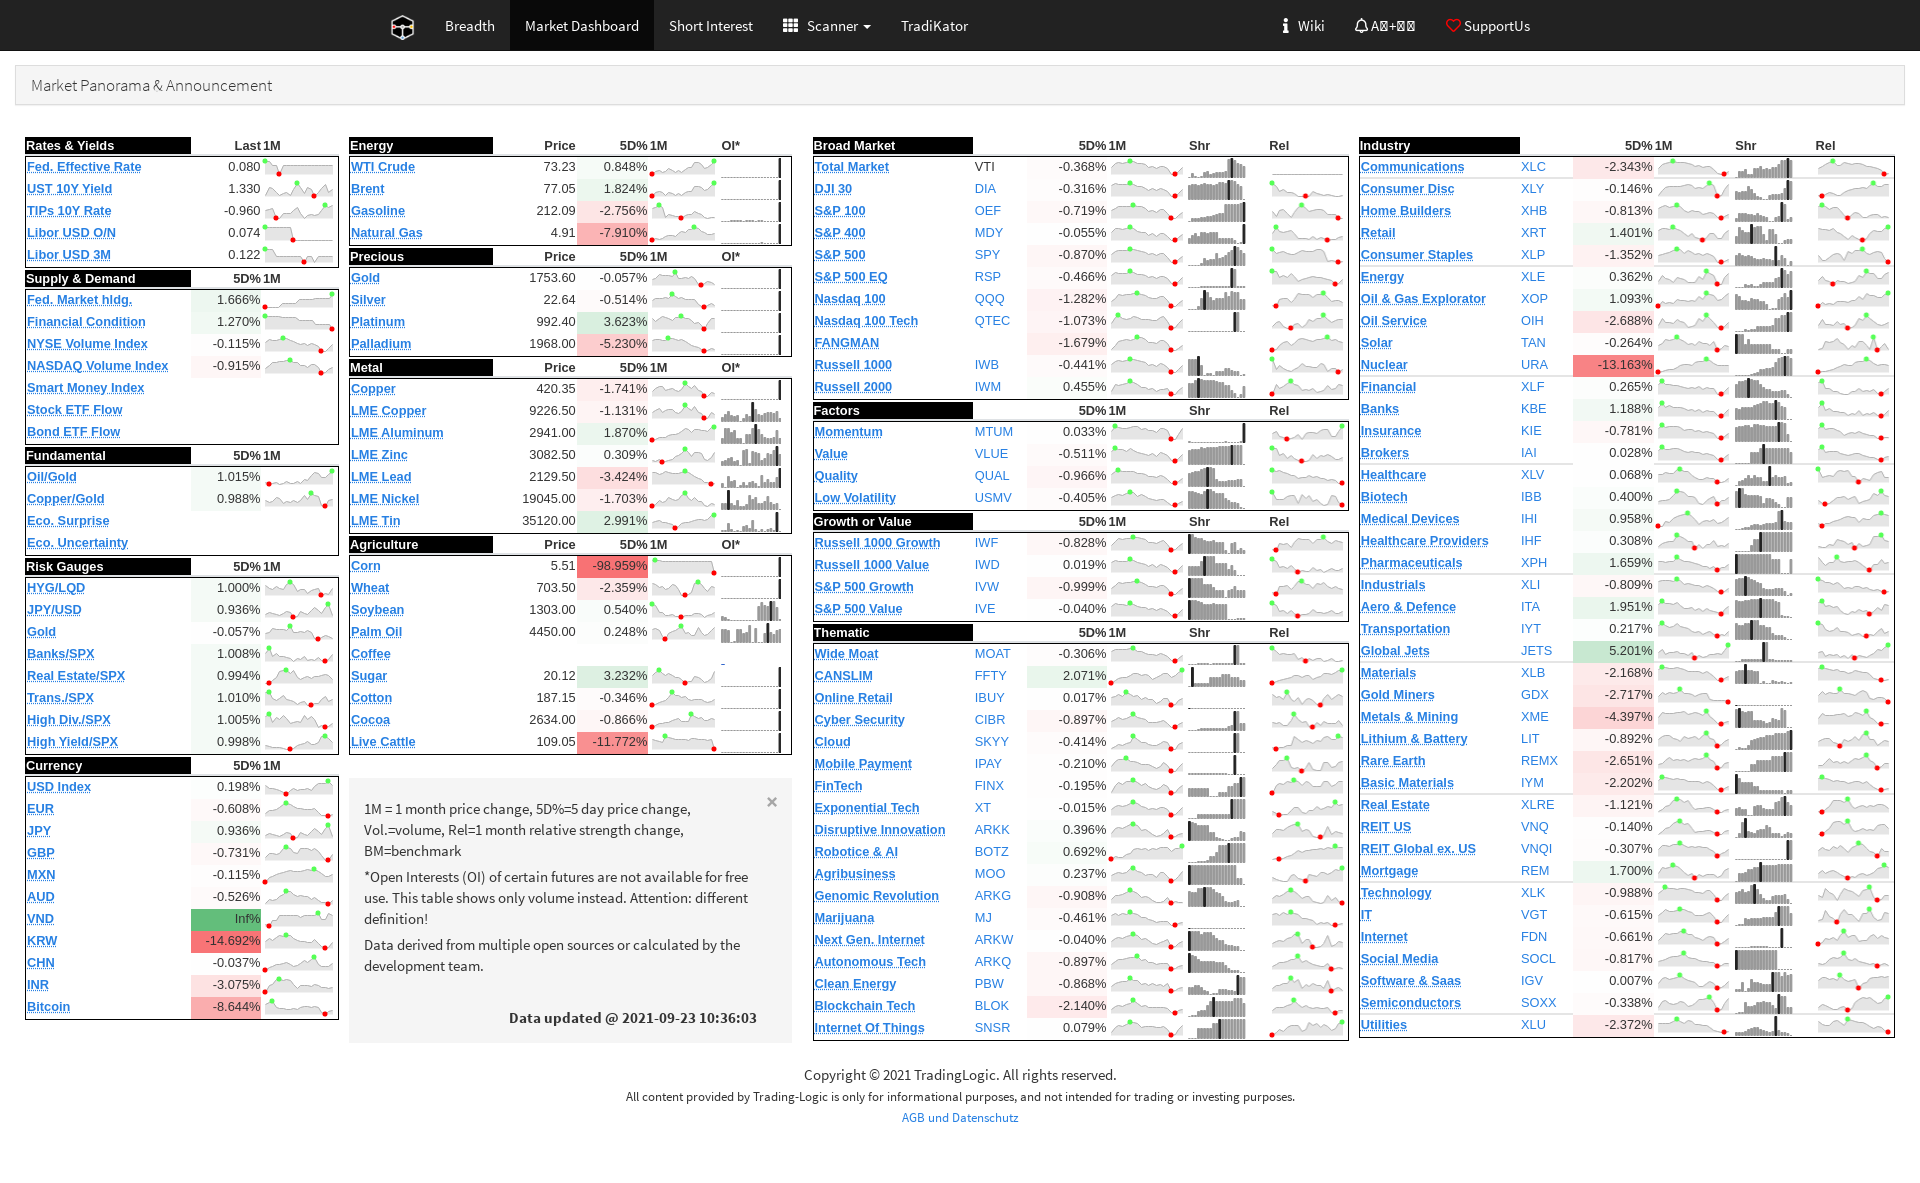 Breadth Market Dashboard Short Interest Scanner TradiKator Wiki SupportUs
Market Panorama & Announcement
Rates & Yields Last 1M
Fed. Effective Rate 0.080
UST 10Y Yield 1.330
TIPs 10Y Rate -0.960
Libor USD O/N 0.074
Libor USD 3M 0.122
Supply & Demand 5D% 1M
Fed. Market hldg. 1.666%
Financial Condition 1.270%
NYSE Volume Index -0.115%
NASDAQ Volume Index -0.915%
Smart Money Index
Stock ETF Flow
Bond ETF Flow
Fundamental 5D% 1M
Oil/Gold 1.015%
Copper/Gold 0.988%
Eco. Surprise
Eco. Uncertainty
Risk Gauges 5D% 1M
HYG/LQD 1.000%
JPY/USD 0.936%
Gold -0.057%
Banks/SPX 1.008%
Real Estate/SPX 0.994%
Trans./SPX 1.010%
High Div./SPX 1.005%
High Yield/SPX 0.998%
Currency 5D% 1M
USD Index 0.198%
EUR -0.608%
JPY 0.936%
GBP -0.731%
MXN -0.115%
AUD -0.526%
VND Inf%
KRW -14.692%
CHN -0.037%
INR -3.075%
Bitcoin -8.644%
Energy Price 5D% 1M OI*
WTI Crude 73.23 0.848%
Brent 77.05 1.824%
Gasoline 212.09 -2.756%
Natural Gas 4.91 -7.910%
Precious Price 5D% 1M OI*
Gold 1753.60 -0.057%
Silver 22.64 -0.514%
Platinum 992.40 3.623%
Palladium 1968.00 -5.230%
Metal Price 5D% 1M OI*
Copper 420.35 -1.741%
LME Copper 9226.50 -1.131%
LME Aluminum 2941.00 1.870%
LME Zinc 3082.50 0.309%
LME Lead 2129.50 -3.424%
LME Nickel 19045.00 -1.703%
LME Tin 35120.00 2.991%
Agriculture Price 5D% 1M OI*
Corn 5.51 -98.959%
Wheat 703.50 -2.359%
Soybean 1303.00 0.540%
Palm Oil 4450.00 0.248%
Coffee
Sugar 20.12 3.232%
Cotton 187.15 -0.346%
Cocoa 2634.00 -0.866%
Live Cattle 109.05 -11.772%
×
1M = 1 month price change, 5D%=5 day price change,
Vol.=volume, Rel=1 month relative strength change,
BM=benchmark
*Open Interests (OI) of certain futures are not available for free
use. This table shows only volume instead. Attention: different
definition!
Data derived from multiple open sources or calculated by the
development team.
Data updated @ 2021-09-23 10:36:03
Broad Market 5D% 1M Shr Rel
Total Market VTI -0.368%
DJI 30 DIA -0.316%
S&P 100 OEF -0.719%
S&P 400 MDY -0.055%
S&P 500 SPY -0.870%
S&P 500 EQ RSP -0.466%
Nasdaq 100 QQQ -1.282%
Nasdaq 100 Tech QTEC -1.073%
FANGMAN -1.679%
Russell 1000 IWB -0.441%
Russell 2000 IWM 0.455%
Factors 5D% 1M Shr Rel
Momentum MTUM 0.033%
Value VLUE -0.511%
Quality QUAL -0.966%
Low Volatility USMV -0.405%
Growth or Value 5D% 1M Shr Rel
Russell 1000 Growth IWF -0.828%
Russell 1000 Value IWD 0.019%
S&P 500 Growth IVW -0.999%
S&P 500 Value IVE -0.040%
Thematic 5D% 1M Shr Rel
Wide Moat MOAT -0.306%
CANSLIM FFTY 2.071%
Online Retail IBUY 0.017%
Cyber Security CIBR -0.897%
Cloud SKYY -0.414%
Mobile Payment IPAY -0.210%
FinTech FINX -0.195%
Exponential Tech XT -0.015%
Disruptive Innovation ARKK 0.396%
Robotice & AI BOTZ 0.692%
Agribusiness MOO 0.237%
Genomic Revolution ARKG -0.908%
Marijuana MJ -0.461%
Next Gen. Internet ARKW -0.040%
Autonomous Tech ARKQ -0.897%
Clean Energy PBW -0.868%
Blockchain Tech BLOK -2.140%
Internet Of Things SNSR 0.079%
Industry 5D% 1M Shr Rel
Communications XLC -2.343%
Consumer Disc XLY -0.146%
Home Builders XHB -0.813%
Retail XRT 1.401%
Consumer Staples XLP -1.352%
Energy XLE 0.362%
Oil & Gas Explorator XOP 1.093%
Oil Service OIH -2.688%
Solar TAN -0.264%
Nuclear URA -13.163%
Financial XLF 0.265%
Banks KBE 1.188%
Insurance KIE -0.781%
Brokers IAI 0.028%
Healthcare XLV 0.068%
Biotech IBB 0.400%
Medical Devices IHI 0.958%
Healthcare Providers IHF 0.308%
Pharmaceuticals XPH 1.659%
Industrials XLI -0.809%
Aero & Defence ITA 1.951%
Transportation IYT 0.217%
Global Jets JETS 5.201%
Materials XLB -2.168%
Gold Miners GDX -2.717%
Metals & Mining XME -4.397%
Lithium & Battery LIT -0.892%
Rare Earth REMX -2.651%
Basic Materials IYM -2.202%
Real Estate XLRE -1.121%
REIT US VNQ -0.140%
REIT Global ex. US VNQI -0.307%
Mortgage REM 1.700%
Technology XLK -0.988%
IT VGT -0.615%
Internet FDN -0.661%
Social Media SOCL -0.817%
Software & Saas IGV 0.007%
Semiconductors SOXX -0.338%
Utilities XLU -2.372%
Copyright © 2021 TradingLogic. All rights reserved.
All content provided by Trading-Logic is only for informational purposes, and not intended for trading or investing purposes.
AGB und Datenschutz